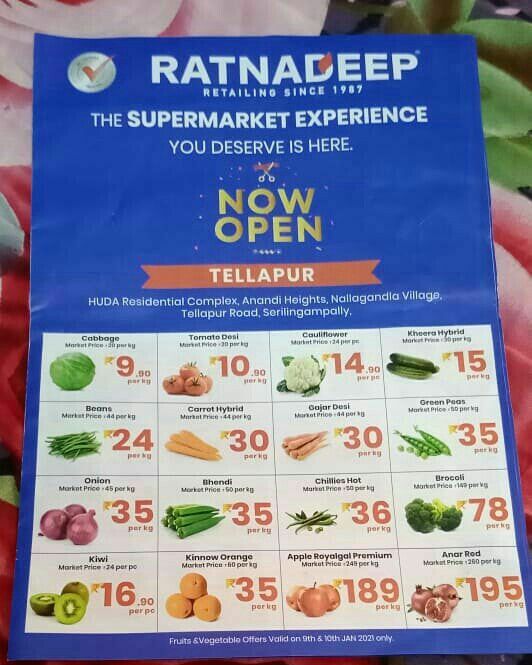 RATNADEEP
RETAILING SINCE 1987
THE SUPERMARKET EXPERIENCE
YOU DESERVE IS HERE.
NOW
OPEN
TELLAPUR
HUDA Residential Complex, Anandi Heights, Nallagandla Village,
Tellapur Road, Serilingampally,
Cabbage
Market Price ₹20 per kg
₹9.90
per kg
Tomato Desi
Market Price ₹20 per kg
₹10.90
per kg
Cauliflower
Market Price ₹24 per pc
₹14.90
per pc
Kheera Hybrid
Market Price ₹30 per kg
₹15
per kg
Beans
Market Price ₹44 per kg
₹24
per kg
Carrot Hybrid
Market Price ₹44 per kg
₹30
per kg
Gajar Desi
Market Price ₹44 per kg
₹30
per kg
Green Peas
Market Price ₹50 per kg
₹35
per kg
Onion
Market Price ₹45 per kg
₹35
per kg
Bhendi
Market Price ₹50 per kg
₹35
per kg
Chillies Hot
Market Price ₹50 per kg
₹36
per kg
Brocoli
Market Price ₹149 per kg
₹78
per kg
Kiwi
Market Price ₹24 per pc
₹16.90
per pc
Kinnow Orange
Market Price ₹60 per kg
₹35
per kg
Apple Royalgal Premium
Market Price ₹249 per kg
₹189
per kg
Anar Red
Market Price ₹260 per kg
₹195
per kg
Fruits &Vegetable Offers Valid on 9th & 10th JAN 2021 only.